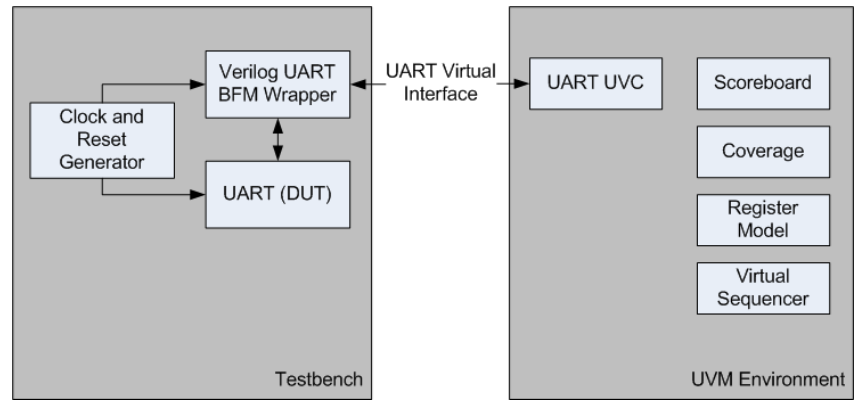 Verilog UART
BFM Wrapper
Clock and
Reset
Generator
UART (DUT)
Testbench
UART Virtual
Interface
UART UVC
Scoreboard
Coverage
Register
Model
Virtual
Sequencer
UVM Environment